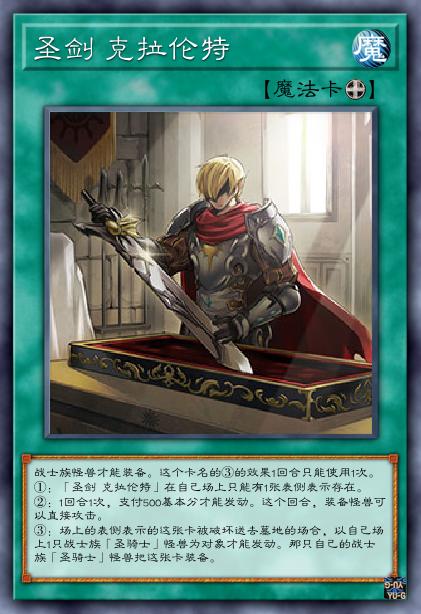 圣剑 克拉伦特
魔
【魔法卡】
战士族怪兽才能装备。这个卡名的③的效果1回合只能使用1次。
①：「圣剑 克拉伦特」在自己场上只能有1张表侧表示存在。
②：1回合1次，支付500基本分才能发动。这个回合，装备怪兽可
以直接攻击。
③：场上的表侧表示的这张卡被破坏送去墓地的场合，以自己场
上1只战士族「圣骑士」怪兽为对象才能发动。那只自己的战士
族「圣骑士」怪兽把这张卡装备。